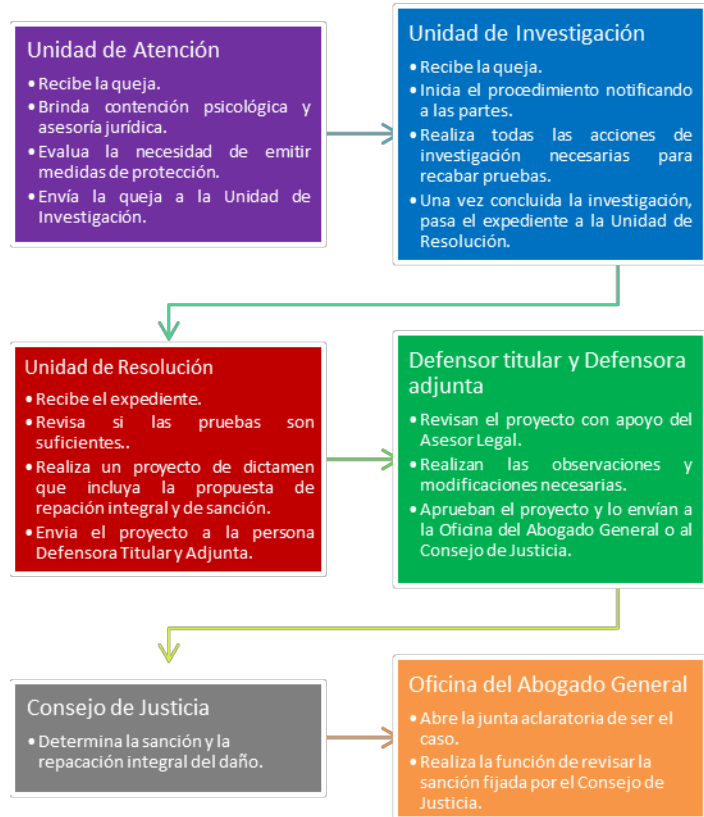 Unidad de Atención
• Recibe la queja.
• Brinda contención psicológica y
asesoría jurídica.
• Evalua la necesidad de emitir
medidas de protección.
• Envía la queja a la Unidad de
Investigación.
Unidad de Investigación
• Recibe la queja.
• Inicia el procedimiento notificando
a las partes.
• Realiza todas las acciones de
investigación necesarias para
recabar pruebas.
• Una vez concluida la investigación,
pasa el expediente a la Unidad de
Resolución.
Unidad de Resolución
• Recibe el expediente.
• Revisa si las pruebas son
suficientes..
• Realiza un proyecto de dictamen
que incluya la propuesta de
repación integral y de sanción.
• Envia el proyecto a la persona
Defensora Titular y Adjunta.
Defensor titular y Defensora
adjunta
• Revisan el proyecto con apoyo del
Asesor Legal.
• Realizan las observaciones y
modificaciones necesarias.
• Aprueban el proyecto y lo envían a
la Oficina del Abogado General o al
Consejo de Justicia.
Consejo de Justicia
• Determina la sanción y la
repacación integral del daño.
Oficina del Abogado General
• Abre la junta aclaratoria de ser el
caso.
• Realiza la función de revisar la
sanción fijada por el Consejo de
Justicia.